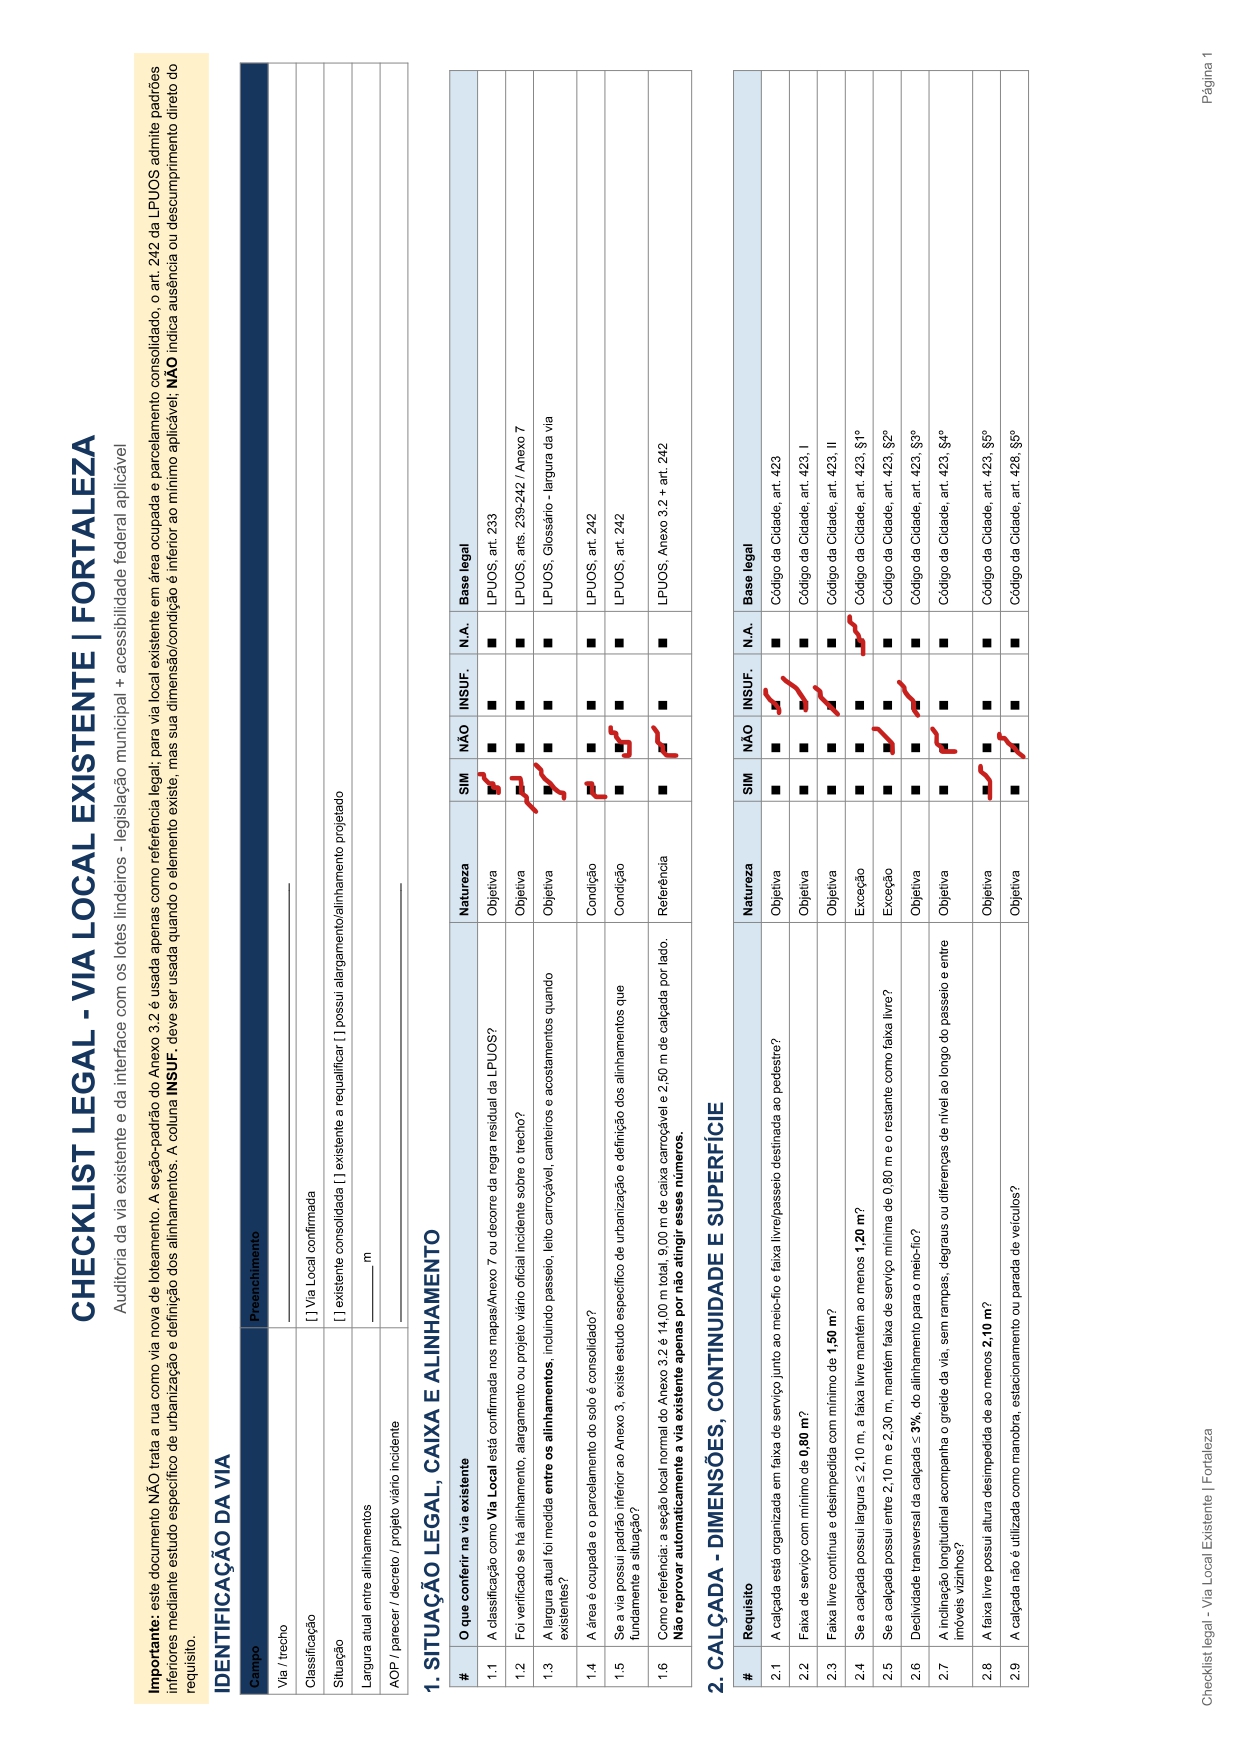 CHECKLIST LEGAL - VIA LOCAL EXISTENTE | FORTALEZA
Auditoria da via existente e da interface com os lotes lindeiros - legislação municipal + acessibilidade federal aplicável
Importante: este documento NÃO trata a rua como via nova de loteamento. A seção-padrão do Anexo 3.2 é usada apenas como referência legal; para via local existente em área ocupada e parcelamento consolidado, o art. 242 da LPUOS admite padrões
inferiores mediante estudo específico de urbanização e definição dos alinhamentos. A coluna INSUF. deve ser usada quando o elemento existe, mas sua dimensão/condição é inferior ao mínimo aplicável; NÃO indica ausência ou descumprimento direto do
requisito.
IDENTIFICAÇÃO DA VIA
Campo Preenchimento
Via / trecho ______________________________
Classificação [ ] Via Local confirmada
Situação [ ] existente consolidada [ ] existente a requalificar [ ] possui alargamento/alinhamento projetado
Largura atual entre alinhamentos ________ m
AOP / parecer / decreto / projeto viário incidente ______________________________
1. SITUAÇÃO LEGAL, CAIXA E ALINHAMENTO
# O que conferir na via existente Natureza SIM NÃO INSUF. N.A. Base legal
1.1 A classificação como Via Local está confirmada nos mapas/Anexo 7 ou decorre da regra residual da LPUOS? Objetiva ■ ■ ■ ■ LPUOS, art. 233
1.2 Foi verificado se há alinhamento, alargamento ou projeto viário oficial incidente sobre o trecho? Objetiva ■ ■ ■ ■ LPUOS, arts. 239-242 / Anexo 7
1.3 A largura atual foi medida entre os alinhamentos, incluindo passeio, leito carroçável, canteiros e acostamentos quando
existentes? Objetiva ■ ■ ■ ■ LPUOS, Glossário - largura da via
1.4 A área é ocupada e o parcelamento do solo é consolidado? Condição ■ ■ ■ ■ LPUOS, art. 242
1.5 Se a via possui padrão inferior ao Anexo 3, existe estudo específico de urbanização e definição dos alinhamentos que
fundamente a situação? Condição ■ ■ ■ ■ LPUOS, art. 242
1.6 Como referência: a seção local normal do Anexo 3.2 é 14,00 m total, 9,00 m de caixa carroçável e 2,50 m de calçada por lado.
Não reprovar automaticamente a via existente apenas por não atingir esses números. Referência ■ ■ ■ ■ LPUOS, Anexo 3.2 + art. 242
2. CALÇADA - DIMENSÕES, CONTINUIDADE E SUPERFÍCIE
# Requisito Natureza SIM NÃO INSUF. N.A. Base legal
2.1 A calçada está organizada em faixa de serviço junto ao meio-fio e faixa livre/passeio destinada ao pedestre? Objetiva ■ ■ ■ ■ Código da Cidade, art. 423
2.2 Faixa de serviço com mínimo de 0,80 m? Objetiva ■ ■ ■ ■ Código da Cidade, art. 423, I
2.3 Faixa livre contínua e desimpedida com mínimo de 1,50 m? Objetiva ■ ■ ■ ■ Código da Cidade, art. 423, II
2.4 Se a calçada possui largura ≤ 2,10 m, a faixa livre mantém ao menos 1,20 m? Exceção ■ ■ ■ ■ Código da Cidade, art. 423, §1º
2.5 Se a calçada possui entre 2,10 m e 2,30 m, mantém faixa de serviço mínima de 0,80 m e o restante como faixa livre? Exceção ■ ■ ■ ■ Código da Cidade, art. 423, §2º
2.6 Declividade transversal da calçada ≤ 3%, do alinhamento para o meio-fio? Objetiva ■ ■ ■ ■ Código da Cidade, art. 423, §3º
2.7 A inclinação longitudinal acompanha o greide da via, sem rampas, degraus ou diferenças de nível ao longo do passeio e entre
imóveis vizinhos? Objetiva ■ ■ ■ ■ Código da Cidade, art. 423, §4º
2.8 A faixa livre possui altura desimpedida de ao menos 2,10 m? Objetiva ■ ■ ■ ■ Código da Cidade, art. 423, §5º
2.9 A calçada não é utilizada como manobra, estacionamento ou parada de veículos? Objetiva ■ ■ ■ ■ Código da Cidade, art. 428, §5º
Checklist legal - Via Local Existente | Fortaleza Página 1